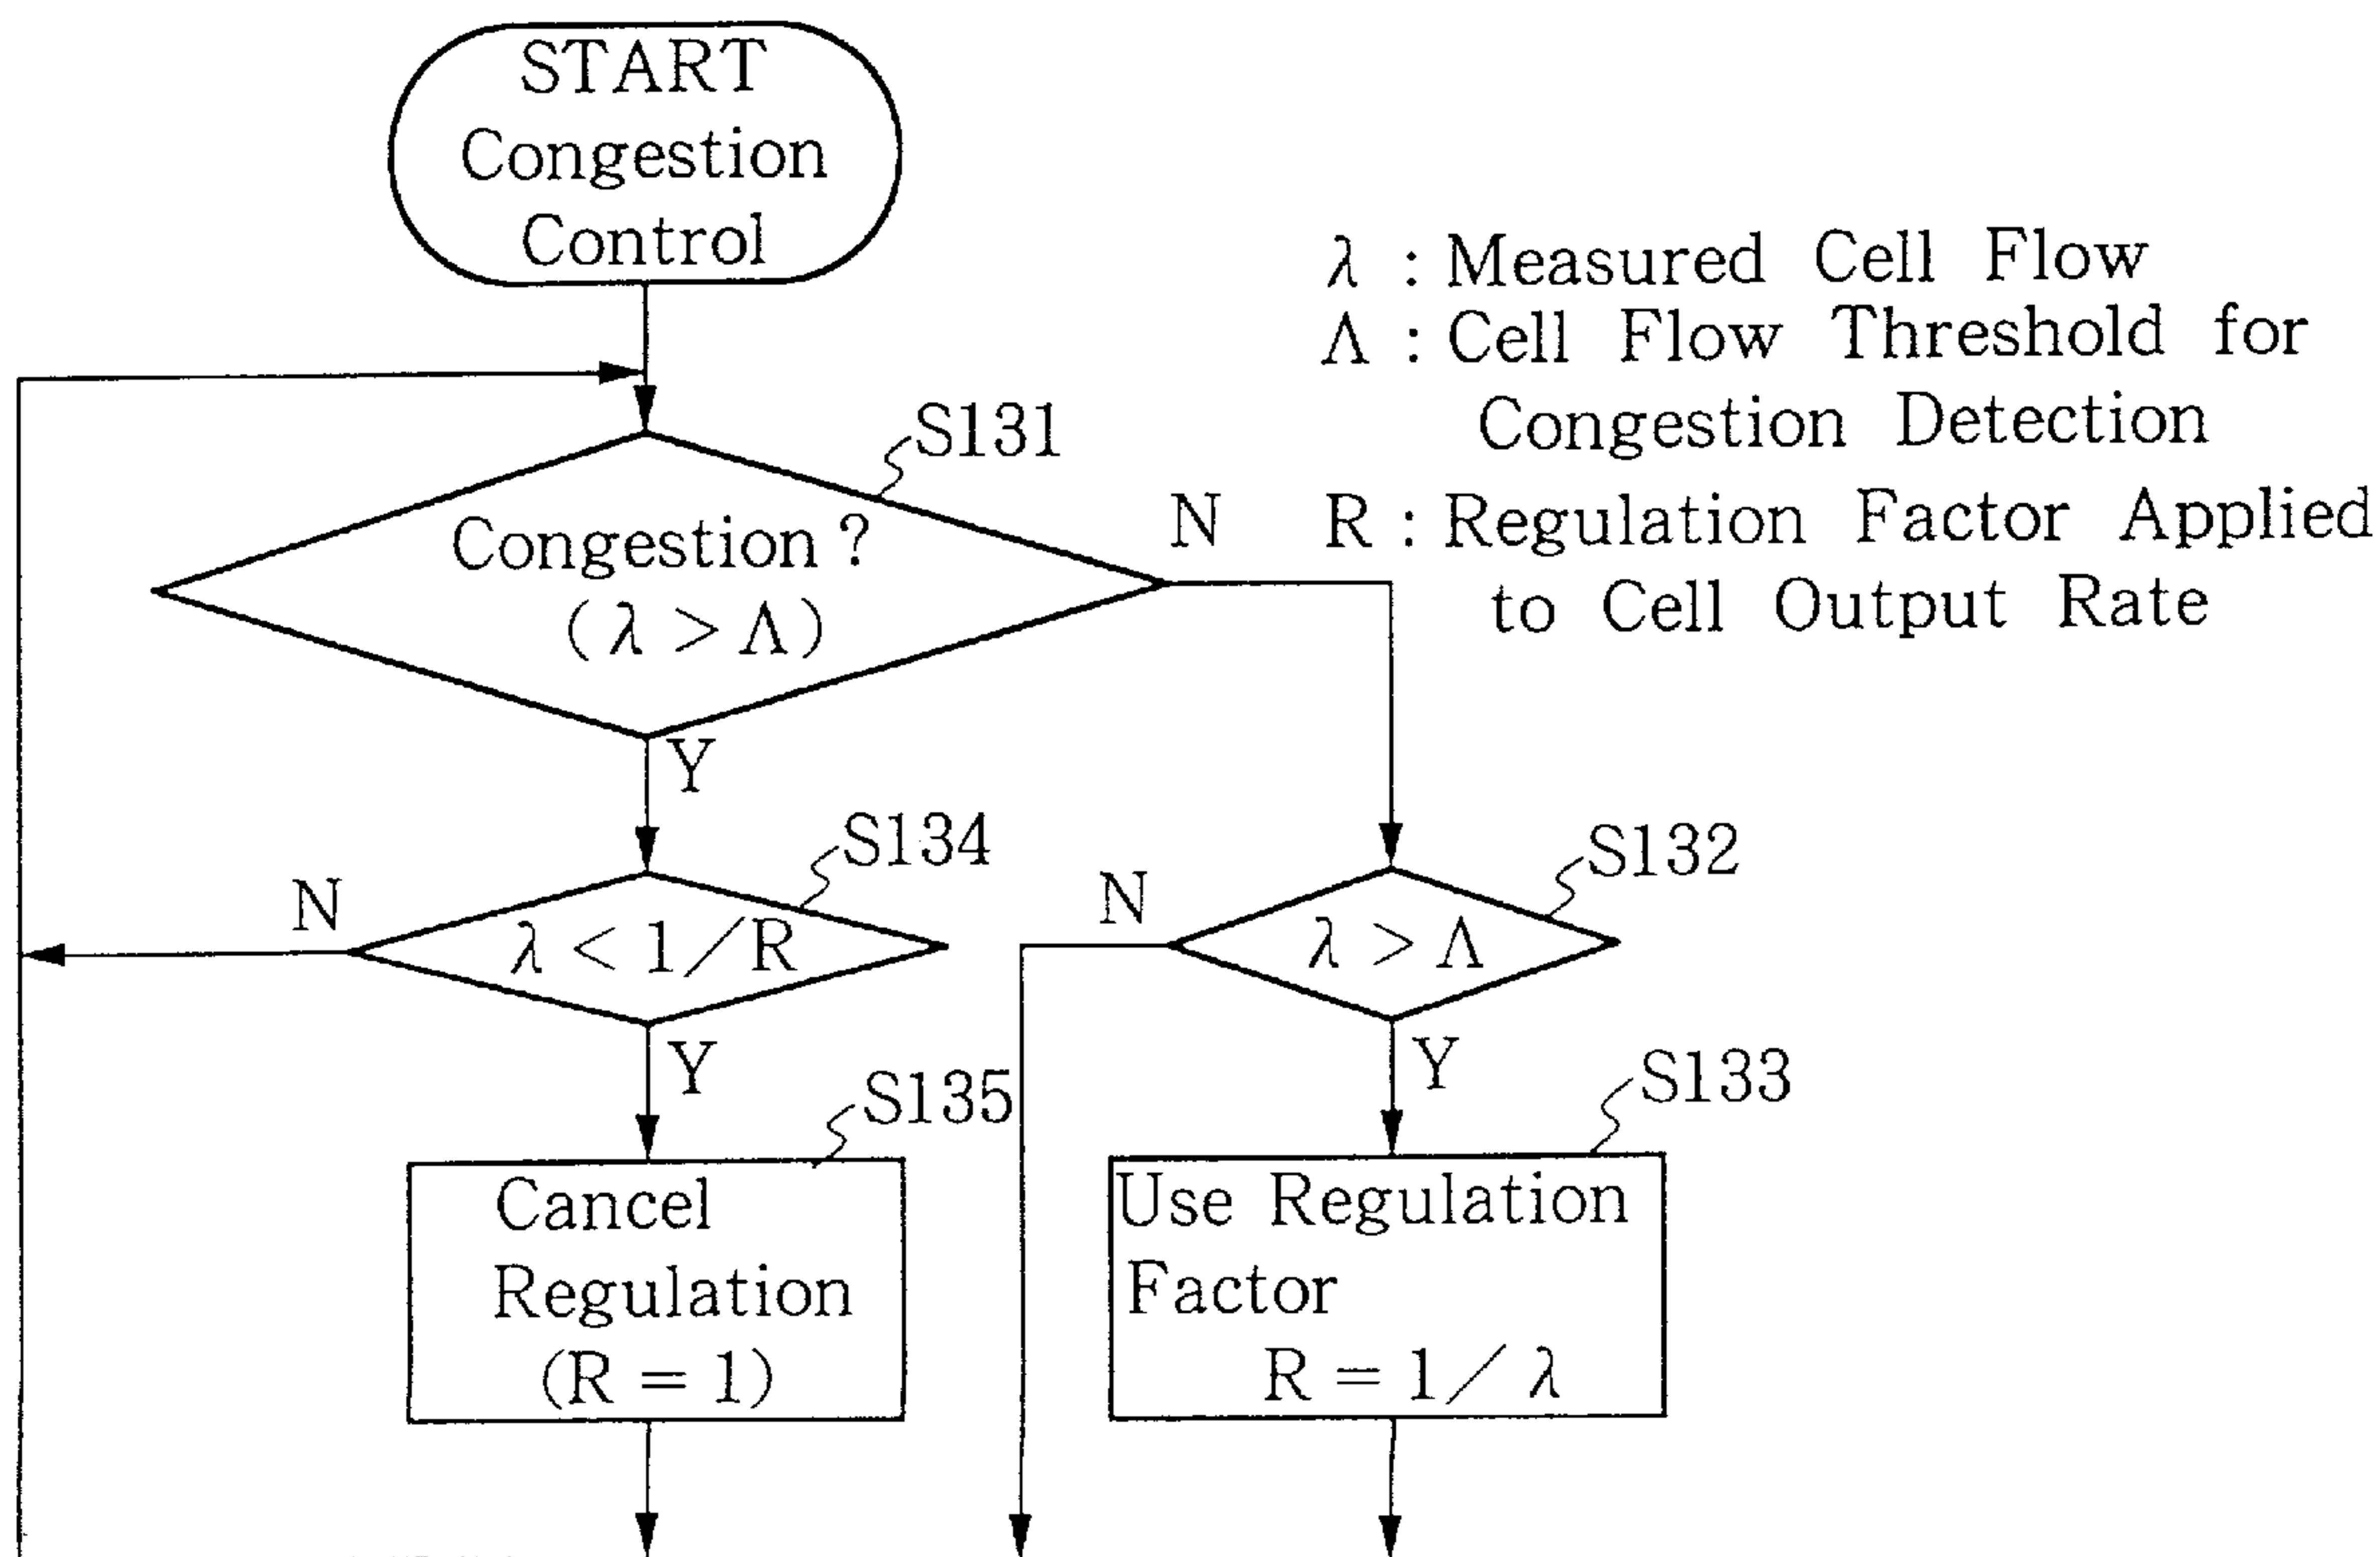 START
Congestion
Control
λ : Measured Cell Flow
Λ : Cell Flow Threshold for
Congestion Detection
R : Regulation Factor Applied
to Cell Output Rate
S131
Congestion ?
( λ > Λ )
N
Y
S134
N
λ < 1/R
Y
S132
N
λ > Λ
Y
S135
Cancel
Regulation
(R = 1)
S133
Use Regulation
Factor
R = 1/ λ